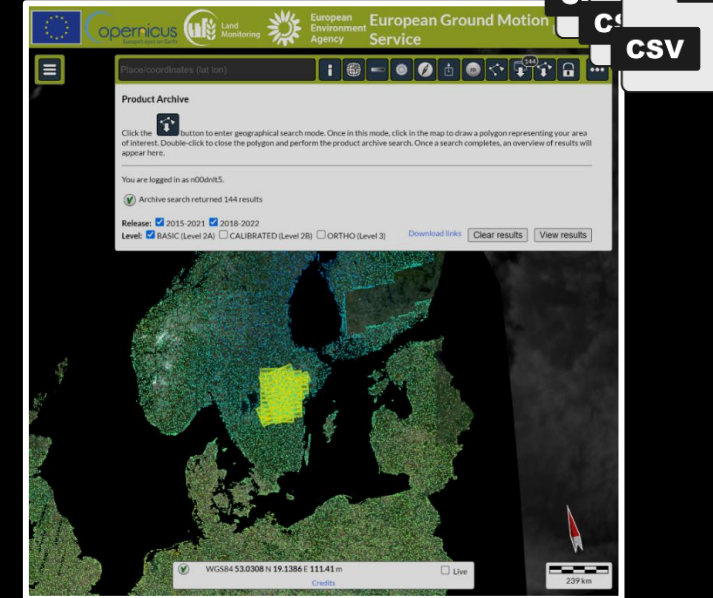 opernicus
Europe's eyes on Earth
Land
Monitoring
European
Environment
Agency
European Ground Motion
Service
CSV
Place/coordinates (lat lon)
144
Product Archive
Click the button to enter geographical search mode. Once in this mode, click in the map to draw a polygon representing your area
of interest. Double-click to close the polygon and perform the product archive search. Once a search completes, an overview of results will
appear here.
You are logged in as n00dnlt5.
Archive search returned 144 results
Release: 2015-2021 2018-2022
Level: BASIC (Level 2A) CALIBRATED (Level 2B) ORTHO (Level 3) Download links Clear results View results
WGS84 53.0308 N 19.1386 E 111.41 m
Live
Credits
239 km